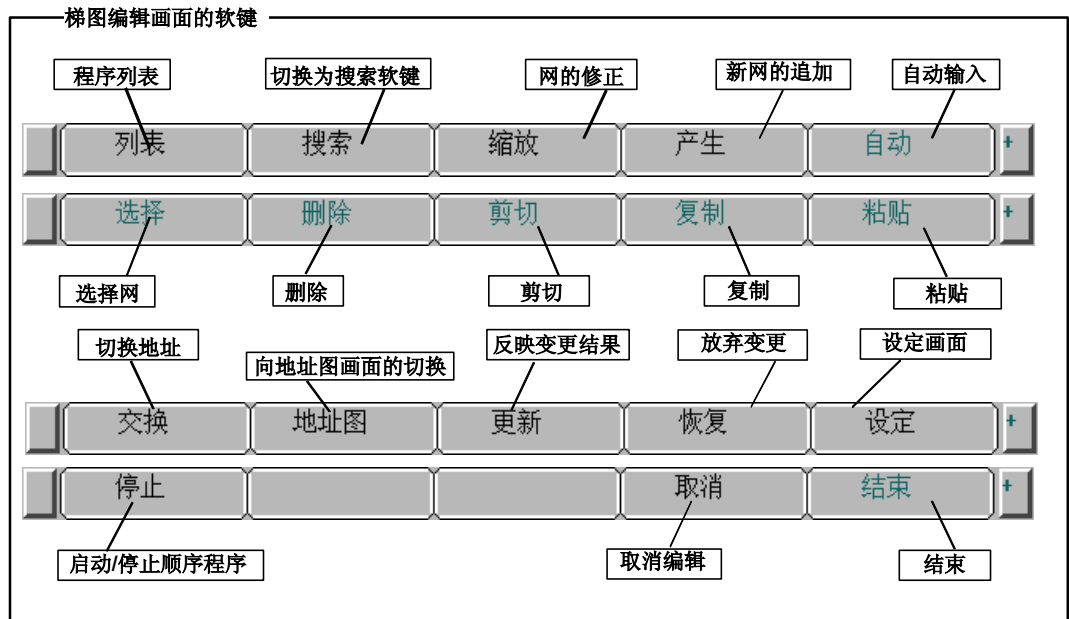 梯图编辑画面的软键
程序列表 切换为搜索软键 网的修正 新网的追加 自动输入
列表 搜索 缩放 产生 自动 +
选择 删除 剪切 复制 粘贴 +
选择网 删除 剪切 复制 粘贴
切换地址 向地址图画面的切换 反映变更结果 放弃变更 设定画面
交换 地址图 更新 恢复 设定 +
停止 取消 结束 +
启动/停止顺序程序 取消编辑 结束